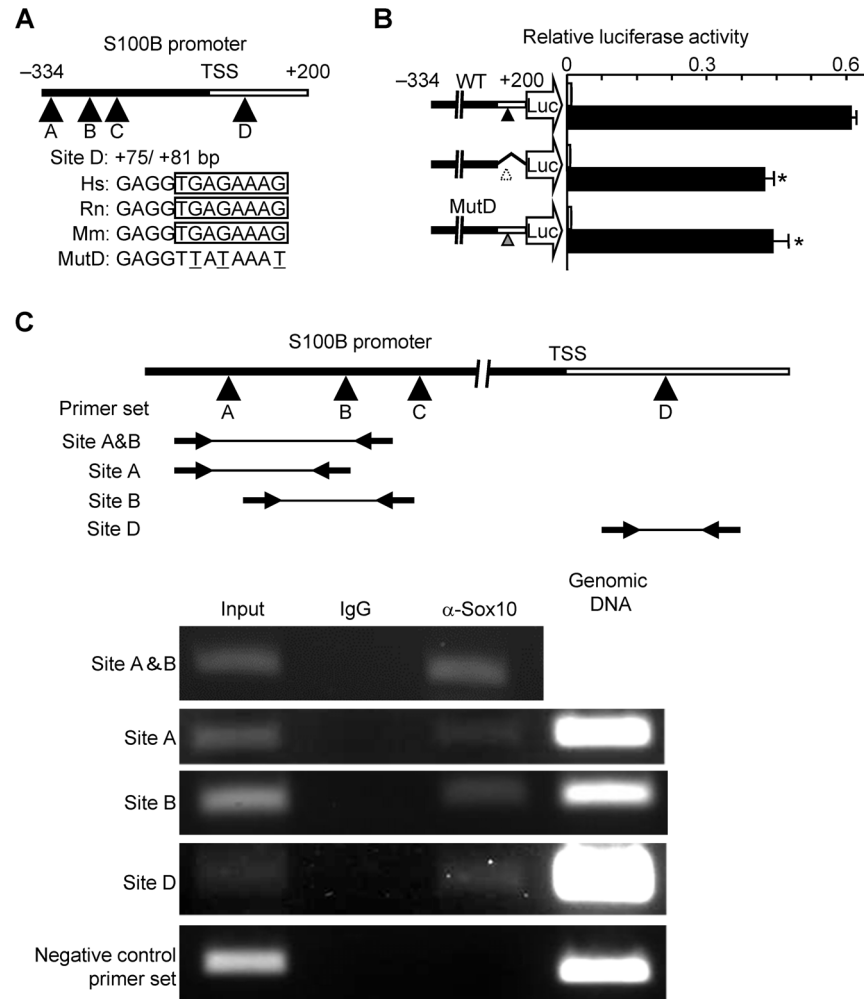 A
S100B promoter
–334 TSS +200
A B C D
Site D: +75/ +81 bp
Hs: GAGGTGAGAAAG
Rn: GAGGTGAGAAAG
Mm: GAGGTGAGAAAG
MutD: GAGGTTATAAAT
B
Relative luciferase activity
0 0.3 0.6
–334 WT +200
Luc
Luc
*
MutD
Luc
*
C
S100B promoter
TSS
Primer set
A B C D
Site A&B
Site A
Site B
Site D
Input IgG α-Sox10 Genomic DNA
Site A&B
Site A
Site B
Site D
Negative control
primer set